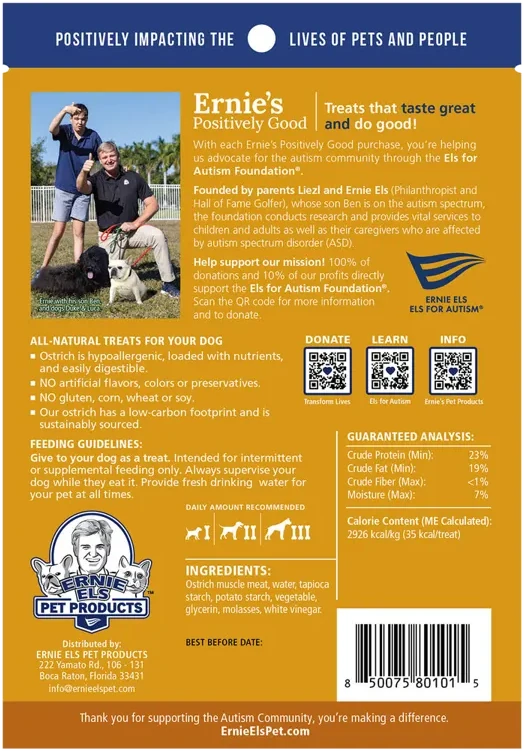 POSITIVELY IMPACTING THE LIVES OF PETS AND PEOPLE
Ernie's
Positively Good
Treats that taste great
and do good!
With each Ernie's Positively Good purchase, you're helping
us advocate for the autism community through the Els for
Autism Foundation®.
Founded by parents Liezl and Ernie Els (Philanthropist and
Hall of Fame Golfer), whose son Ben is on the autism spectrum,
the foundation conducts research and provides vital services to
children and adults as well as their caregivers who are affected
by autism spectrum disorder (ASD).
Help support our mission! 100% of
donations and 10% of our profits directly
support the Els for Autism Foundation®.
Scan the QR code for more information
and to donate.
ERNIE ELS
ELS FOR AUTISM®
Ernie with his son Ben
and dogs Duke & Luca.
ALL-NATURAL TREATS FOR YOUR DOG
▪ Ostrich is hypoallergenic, loaded with nutrients,
and easily digestible.
▪ NO artificial flavors, colors or preservatives.
▪ NO gluten, corn, wheat or soy.
▪ Our ostrich has a low-carbon footprint and is
sustainably sourced.
DONATE
Transform Lives
LEARN
Els for Autism
INFO
Ernie's Pet Products
FEEDING GUIDELINES:
Give to your dog as a treat. Intended for intermittent
or supplemental feeding only. Always supervise your
dog while they eat it. Provide fresh drinking water for
your pet at all times.
GUARANTEED ANALYSIS:
Crude Protein (Min): 23%
Crude Fat (Min): 19%
Crude Fiber (Max): <1%
Moisture (Max): 7%
Calorie Content (ME Calculated):
2926 kcal/kg (35 kcal/treat)
DAILY AMOUNT RECOMMENDED
I II III
INGREDIENTS:
Ostrich muscle meat, water, tapioca
starch, potato starch, vegetable,
glycerin, molasses, white vinegar.
BEST BEFORE DATE:
ERNIE
ELS
PET PRODUCTS™
Distributed by:
ERNIE ELS PET PRODUCTS
222 Yamato Rd., 106 - 131
Boca Raton, Florida 33431
info@ernieelspet.com
8 50075 80101 5
Thank you for supporting the Autism Community, you're making a difference.
ErnieElsPet.com